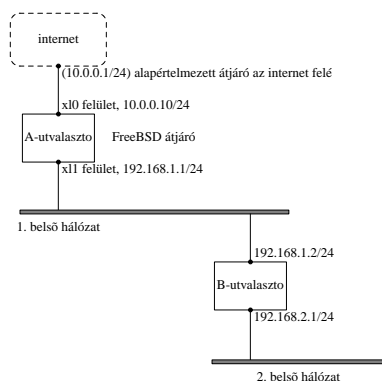 internet
(10.0.0.1/24) alapértelmezett átjáró az internet felé
xl0 felület, 10.0.0.10/24
A-utvalaszto
FreeBSD átjáró
xl1 felület, 192.168.1.1/24
1. belsõ hálózat
192.168.1.2/24
B-utvalaszto
192.168.2.1/24
2. belsõ hálózat